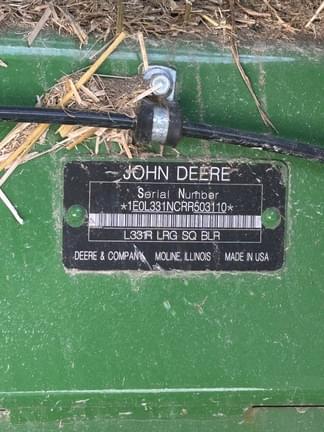 JOHN DEERE
Serial Number
*1E0L331NCRR503110*
L331R LRG SQ BLR
DEERE & COMPANY MOLINE, ILLINOIS MADE IN USA